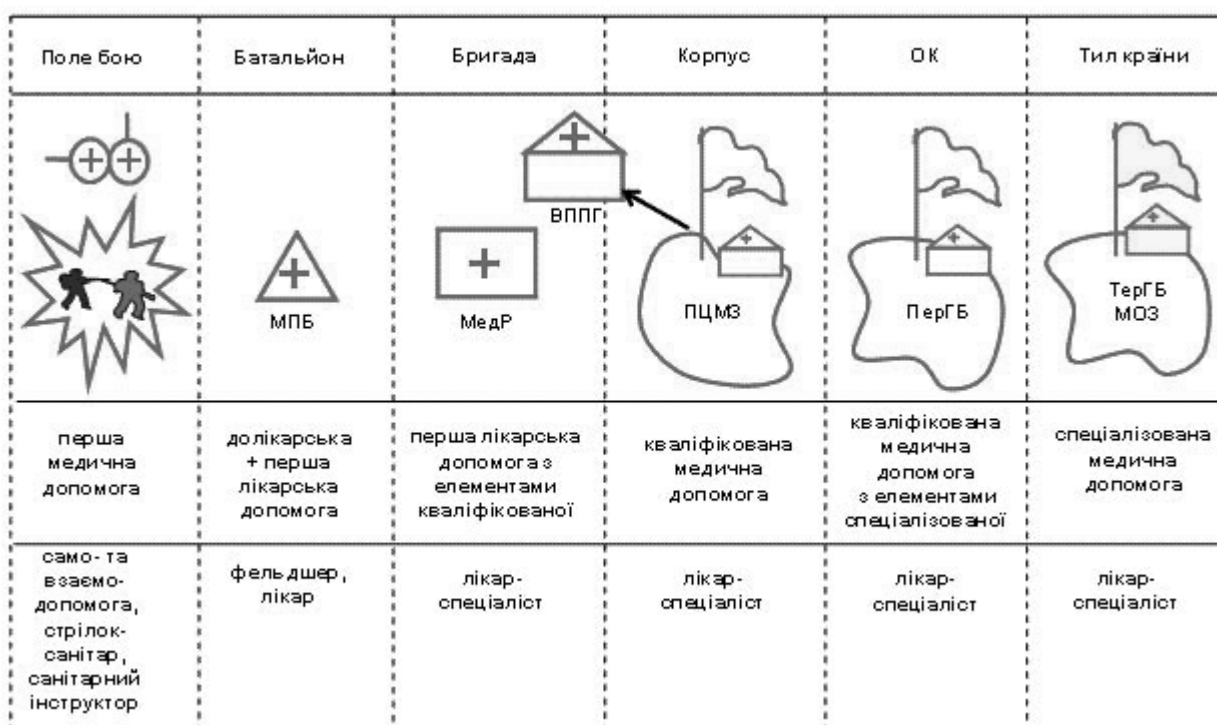 Поле бою
Батальйон
Бригада
Корпус
ОК
Тил країни
ВППГ
МПБ
МедР
ПЦМЗ
ПерГБ
ТерГБ
МОЗ
перша
медична
допомога
долікарська
+ перша
лікарська
допомога
перша лікарська
допомога з
елементами
кваліфікованої
кваліфікована
медична
допомога
кваліфікована
медична
допомога
з елементами
спеціалізованої
спеціалізована
медична
допомога
само- та
взаємо-
допомога,
стрілок-
санітар,
санітарний
інструктор
фельдшер,
лікар
лікар-
спеціаліст
лікар-
спеціаліст
лікар-
спеціаліст
лікар-
спеціаліст